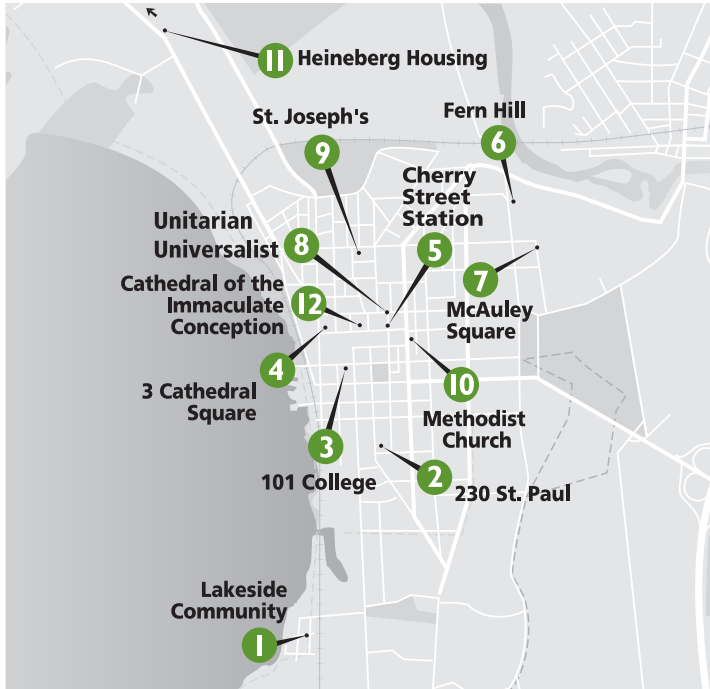 11 Heineberg Housing
St. Joseph's
9
Fern Hill
6
Cherry
Street
Station
5
Unitarian
Universalist 8
7
McAuley
Square
Cathedral of the
Immaculate
Conception
12
4
3 Cathedral
Square
10
Methodist
Church
3
101 College
2
230 St. Paul
Lakeside
Community
1